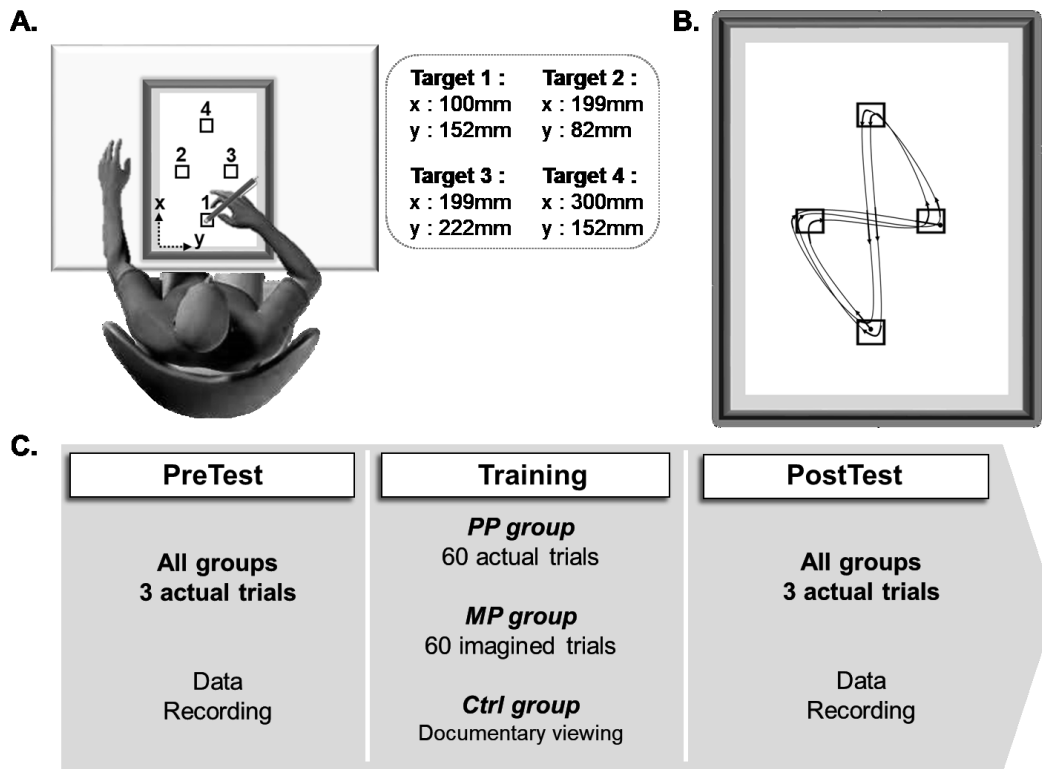 A.
B.
4
2 3
1
x
y
Target 1 :
x : 100mm
y : 152mm
Target 2 :
x : 199mm
y : 82mm
Target 3 :
x : 199mm
y : 222mm
Target 4 :
x : 300mm
y : 152mm
C.
PreTest
All groups
3 actual trials
Data
Recording
Training
PP group
60 actual trials
MP group
60 imagined trials
Ctrl group
Documentary viewing
PostTest
All groups
3 actual trials
Data
Recording